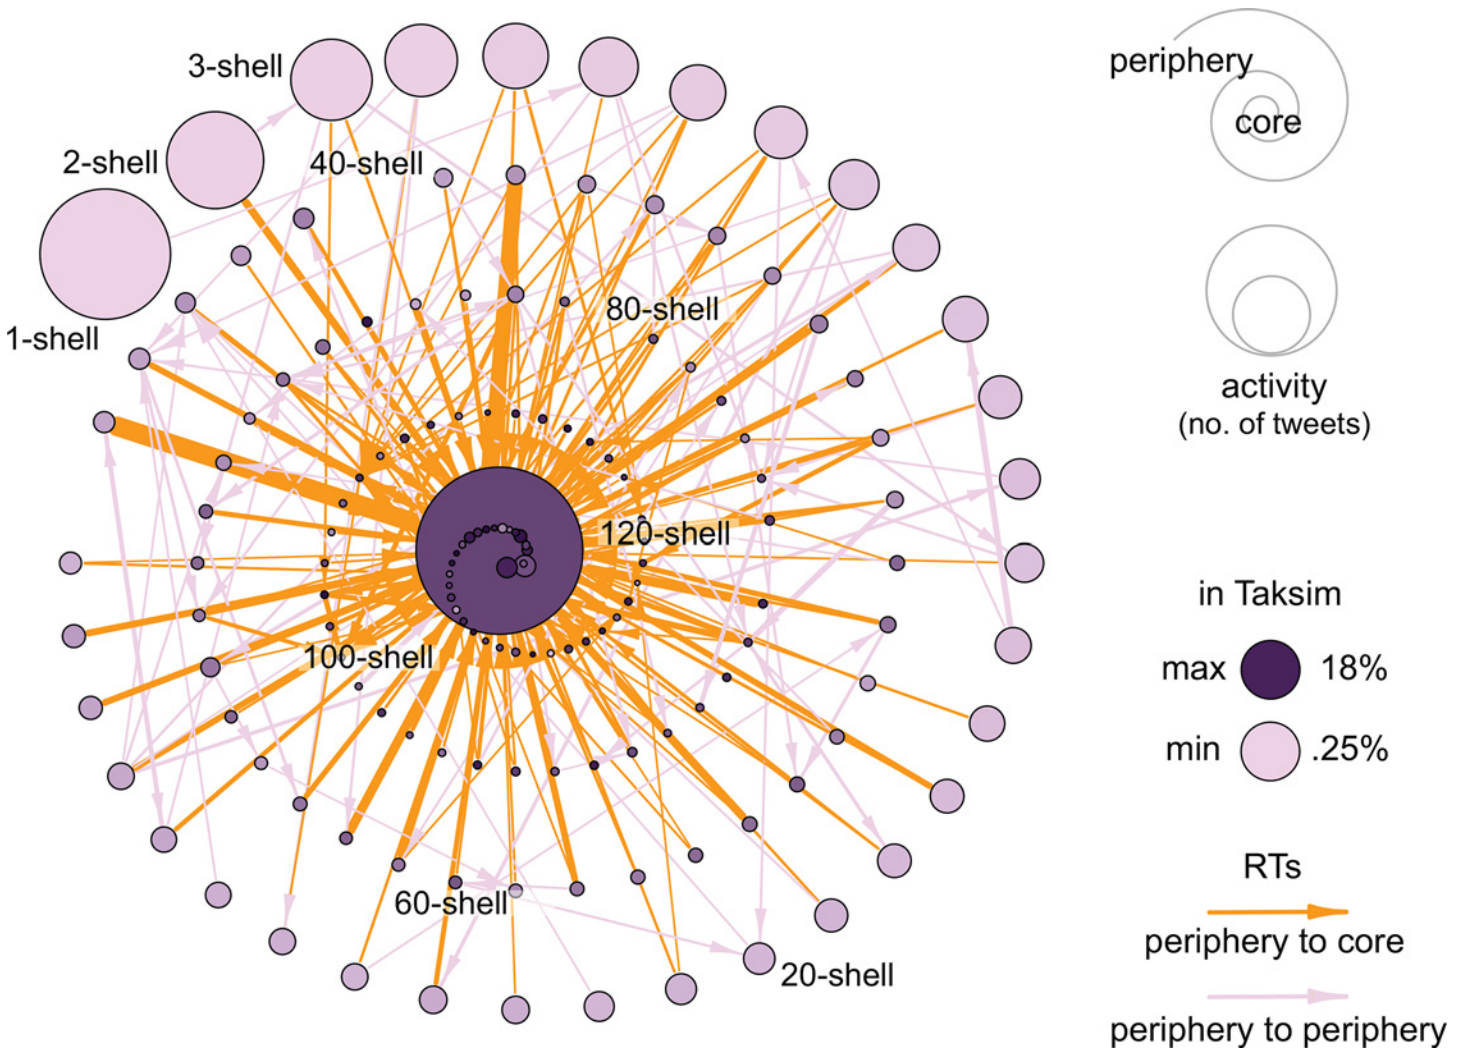 3-shell
2-shell
40-shell
1-shell
80-shell
120-shell
100-shell
60-shell
20-shell
periphery
core
activity
(no. of tweets)
in Taksim
max 18%
min .25%
RTs
periphery to core
periphery to periphery